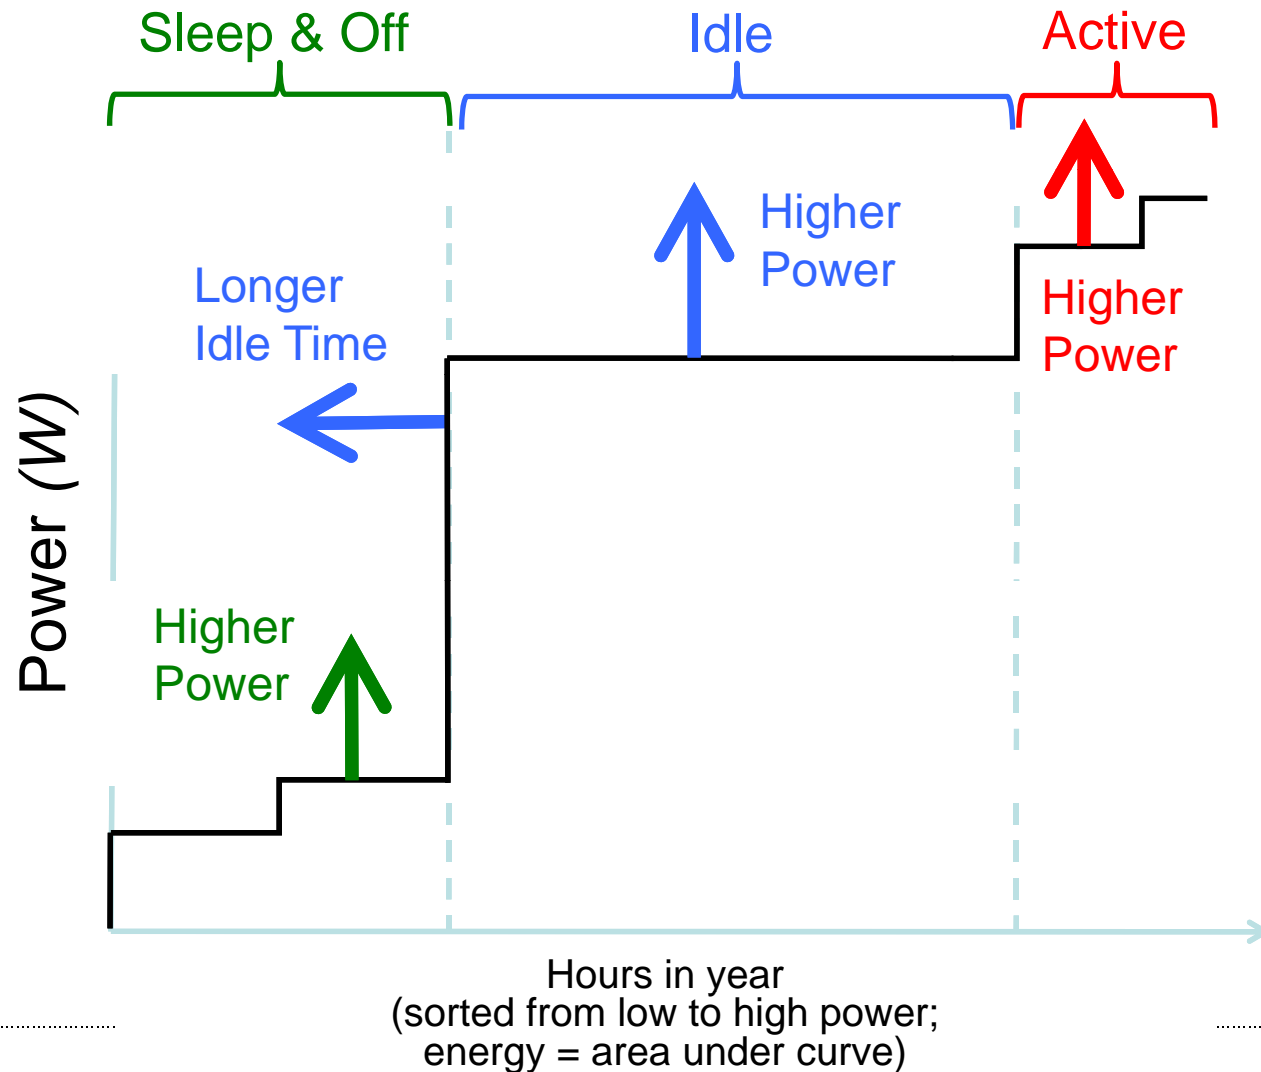 Sleep & Off
Idle
Active
Higher
Power
Longer
Idle Time
Higher
Power
Power (W)
Higher
Power
Hours in year
(sorted from low to high power;
energy = area under curve)